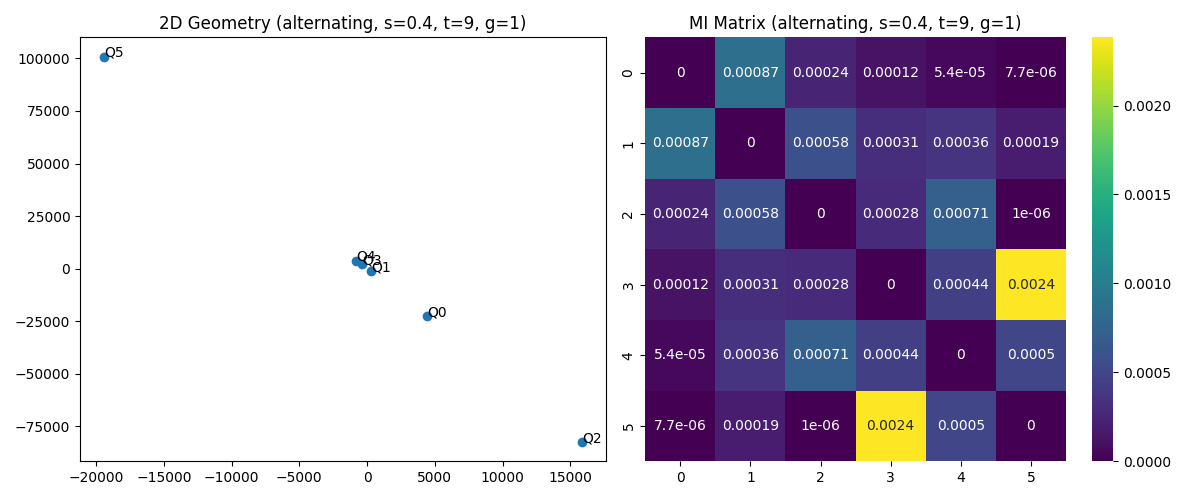 2D Geometry (alternating, s=0.4, t=9, g=1)
100000
75000
50000
25000
0
−25000
−50000
−75000
−20000 −15000 −10000 −5000 0 5000 10000 15000
Q5
Q4
Q3
Q1
Q0
Q2
MI Matrix (alternating, s=0.4, t=9, g=1)
0 0 0.00087 0.00024 0.00012 5.4e-05 7.7e-06
1 0.00087 0 0.00058 0.00031 0.00036 0.00019
2 0.00024 0.00058 0 0.00028 0.00071 1e-06
3 0.00012 0.00031 0.00028 0 0.00044 0.0024
4 5.4e-05 0.00036 0.00071 0.00044 0 0.0005
5 7.7e-06 0.00019 1e-06 0.0024 0.0005 0
0 1 2 3 4 5
0.0020
0.0015
0.0010
0.0005
0.0000